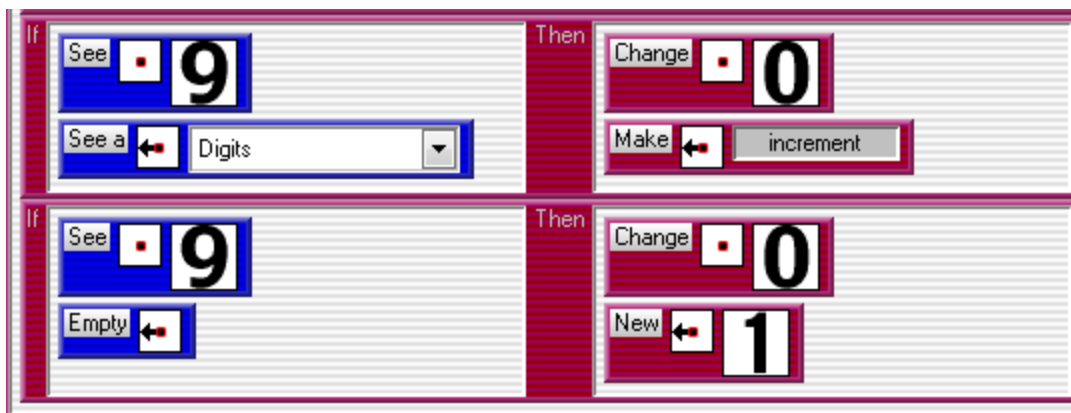 If See 9 Then Change 0
See a Digits Make increment
If See 9 Then Change 0
Empty New 1